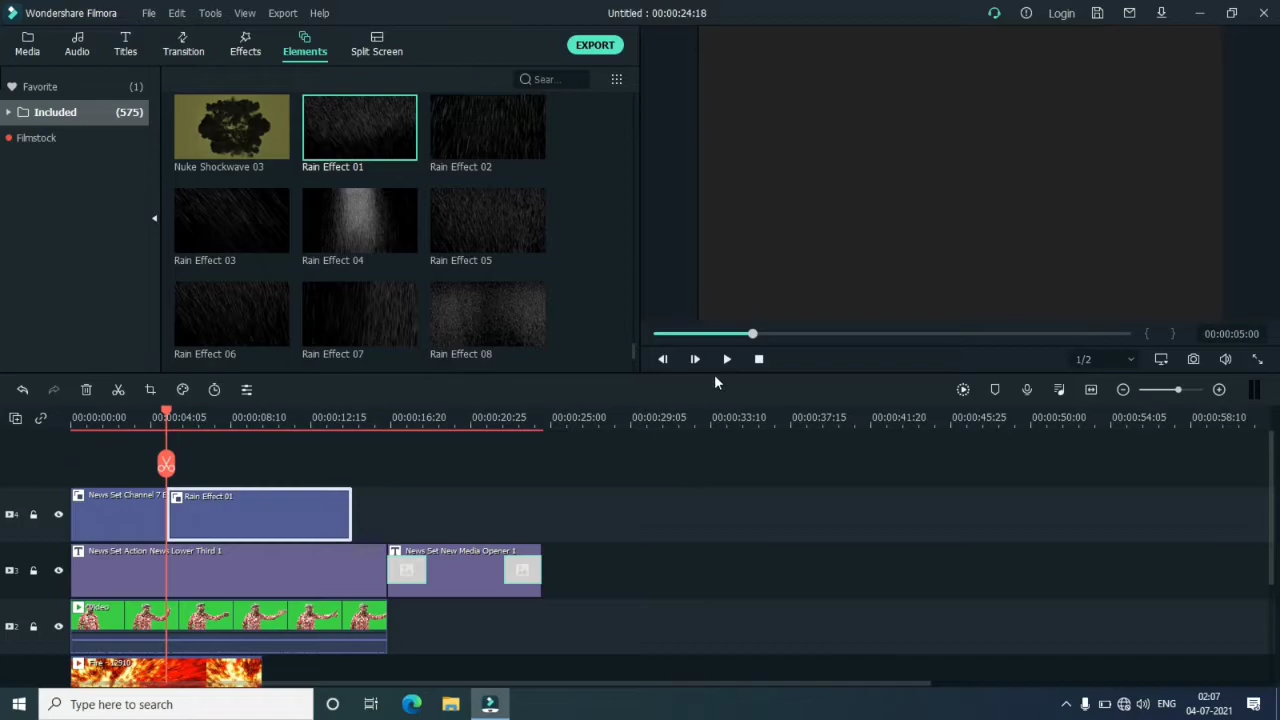 Wondershare Filmora File Edit Tools View Export Help Untitled : 00:00:24:18 Login
Media Audio Titles Transition Effects Elements Split Screen EXPORT
Favorite (1)
Included (575)
Filmstock
Sear...
Nuke Shockwave 03 Rain Effect 01 Rain Effect 02
Rain Effect 03 Rain Effect 04 Rain Effect 05
Rain Effect 06 Rain Effect 07 Rain Effect 08
{ } 00:00:05:00
1/2
00:00:00:00 00:00:04:05 00:00:08:10 00:00:12:15 00:00:16:20 00:00:20:25 00:00:25:00 00:00:29:05 00:00:33:10 00:00:37:15 00:00:41:20 00:00:45:25 00:00:50:00 00:00:54:05 00:00:58:10
4 News Set Channel 7 Rain Effect 01
3 News Set Action News Lower Third 1 News Set New Media Opener 1
2 Video
Type here to search ENG 02:07
04-07-2021